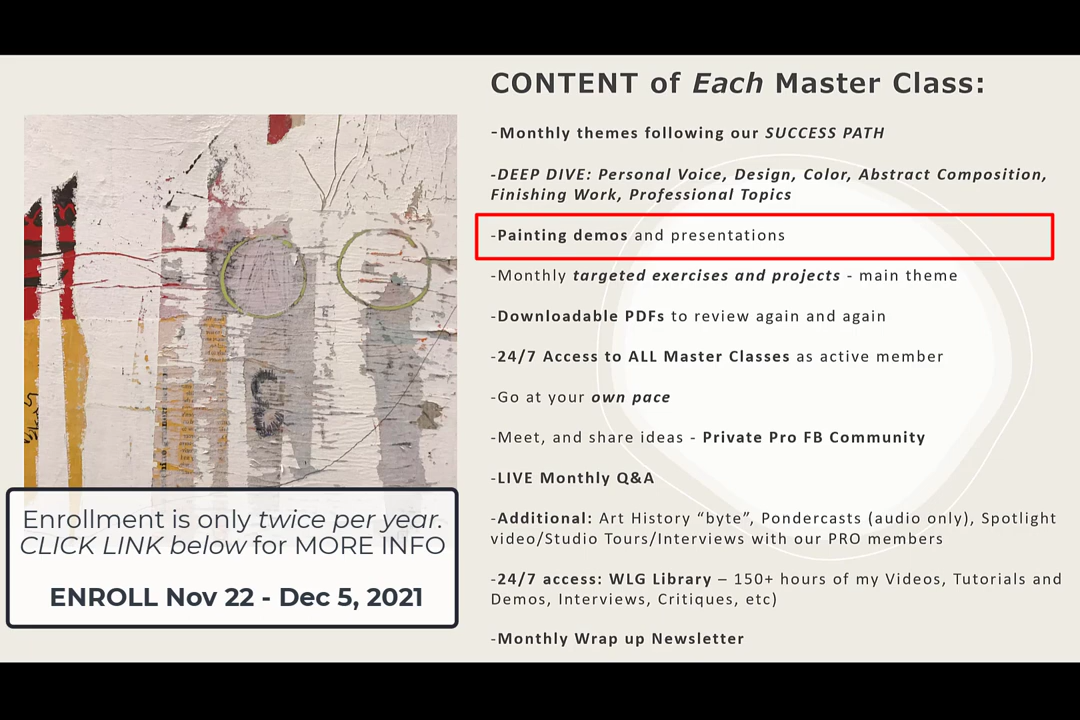 CONTENT of Each Master Class:
-Monthly themes following our SUCCESS PATH
-DEEP DIVE: Personal Voice, Design, Color, Abstract Composition,
Finishing Work, Professional Topics
-Painting demos and presentations
-Monthly targeted exercises and projects - main theme
-Downloadable PDFs to review again and again
-24/7 Access to ALL Master Classes as active member
-Go at your own pace
-Meet, and share ideas - Private Pro FB Community
-LIVE Monthly Q&A
-Additional: Art History “byte”, Pondercasts (audio only), Spotlight
video/Studio Tours/Interviews with our PRO members
-24/7 access: WLG Library – 150+ hours of my Videos, Tutorials and
Demos, Interviews, Critiques, etc)
-Monthly Wrap up Newsletter
Enrollment is only twice per year.
CLICK LINK below for MORE INFO
ENROLL Nov 22 - Dec 5, 2021